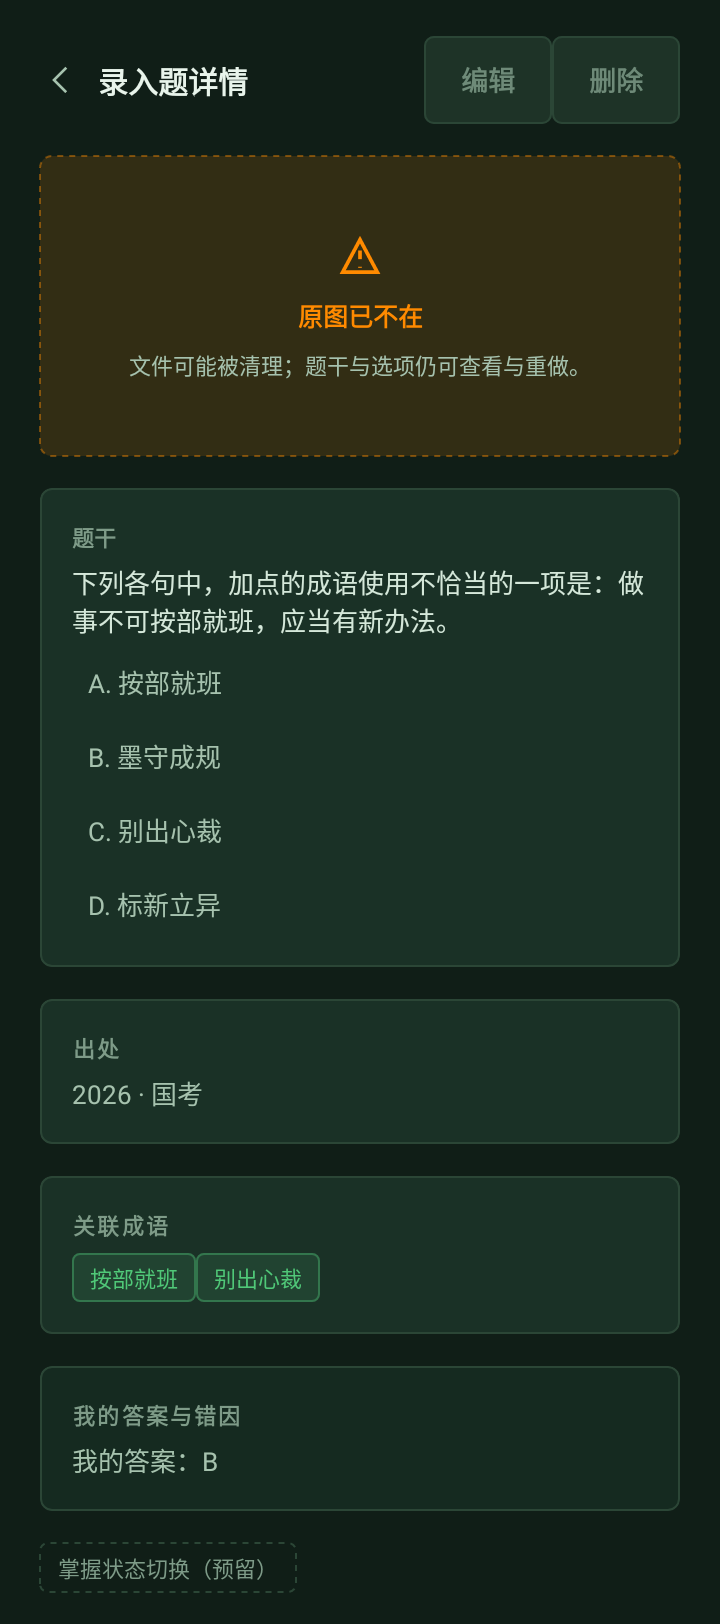 录入题详情
编辑
删除
原图已不在
文件可能被清理；题干与选项仍可查看与重做。
题干
下列各句中，加点的成语使用不恰当的一项是：做
事不可按部就班，应当有新办法。
A. 按部就班
B. 墨守成规
C. 别出心裁
D. 标新立异
出处
2026 · 国考
关联成语
按部就班
别出心裁
我的答案与错因
我的答案：B
掌握状态切换（预留）